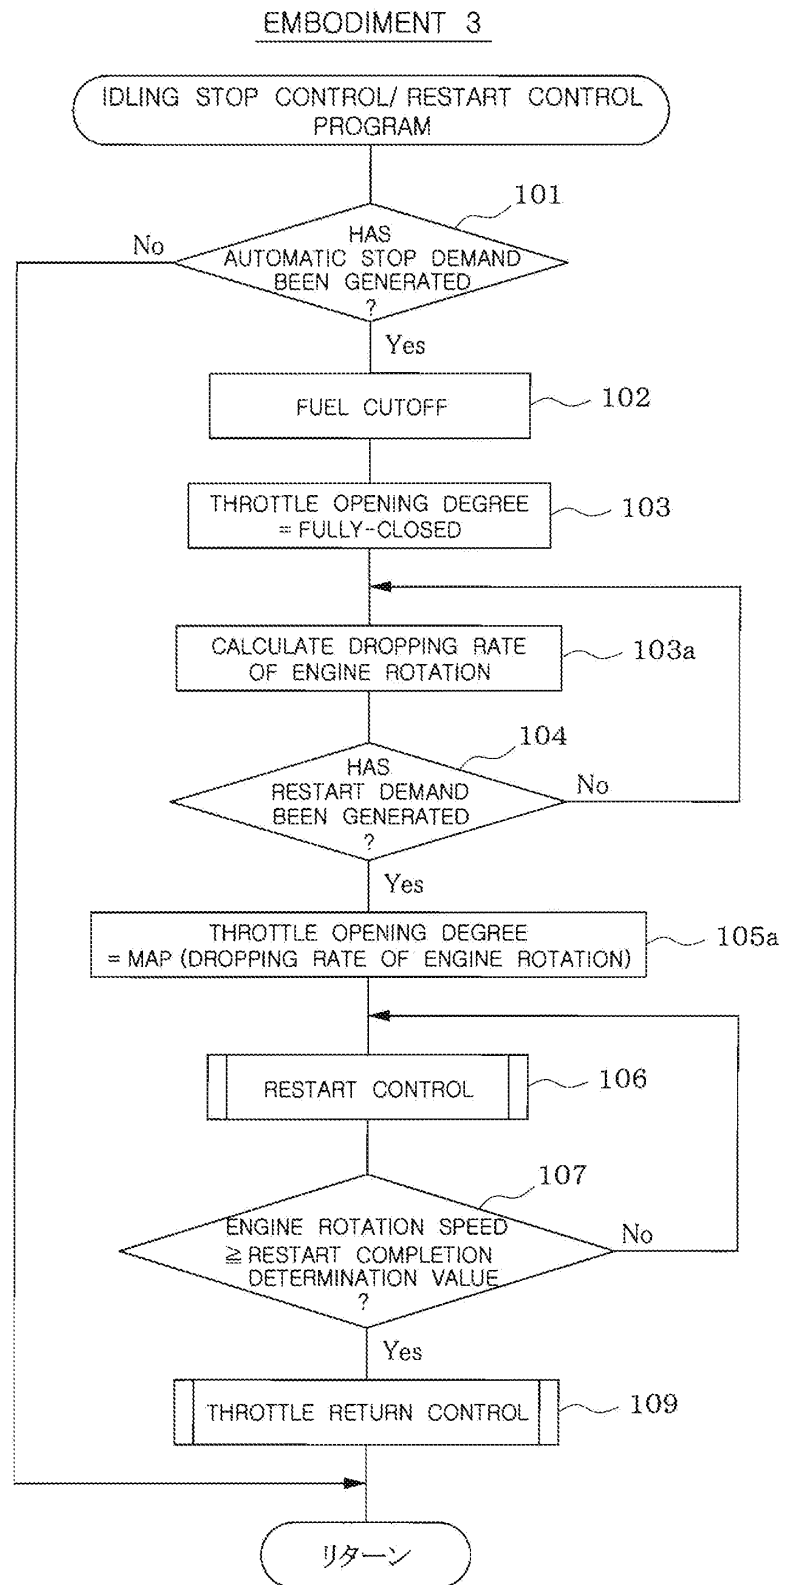 EMBODIMENT 3
IDLING STOP CONTROL/ RESTART CONTROL
PROGRAM
101
HAS
AUTOMATIC STOP DEMAND
BEEN GENERATED
?
No
Yes
FUEL CUTOFF
102
THROTTLE OPENING DEGREE
= FULLY-CLOSED
103
CALCULATE DROPPING RATE
OF ENGINE ROTATION
103a
104
HAS
RESTART DEMAND
BEEN GENERATED
?
No
Yes
THROTTLE OPENING DEGREE
= MAP (DROPPING RATE OF ENGINE ROTATION)
105a
RESTART CONTROL
106
107
ENGINE ROTATION SPEED
≧ RESTART COMPLETION
DETERMINATION VALUE
?
No
Yes
THROTTLE RETURN CONTROL
109
リターン